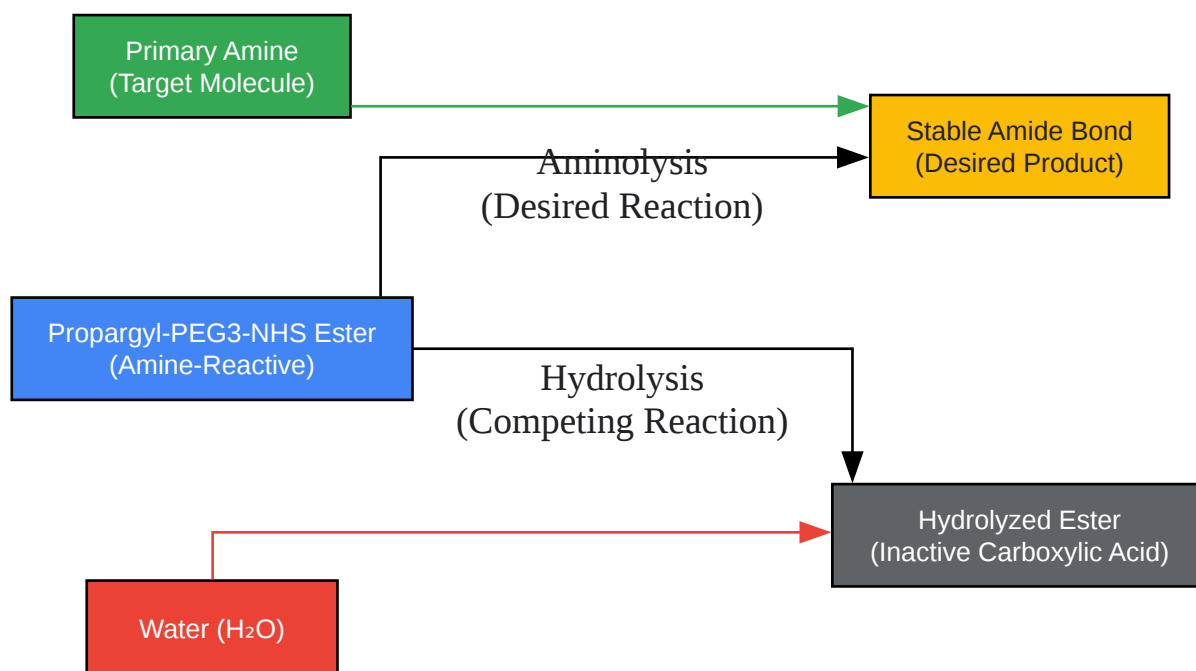 Primary Amine
(Target Molecule)
Stable Amide Bond
(Desired Product)
Aminolysis
(Desired Reaction)
Propargyl-PEG3-NHS Ester
(Amine-Reactive)
Hydrolysis
(Competing Reaction)
Hydrolyzed Ester
(Inactive Carboxylic Acid)
Water (H₂O)